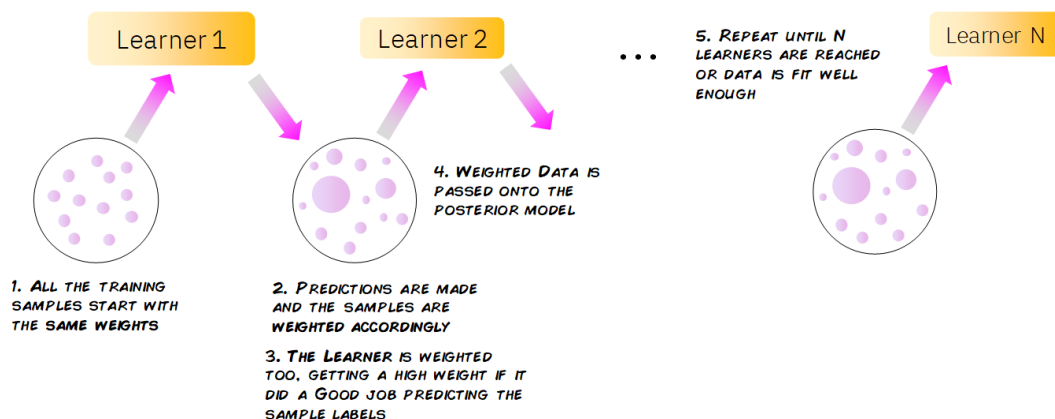 Learner 1
Learner 2
...
5. Repeat until N
learners are reached
or data is fit well
enough
Learner N
4. Weighted Data is
passed onto the
posterior model
1. All the training
samples start with
the same weights
2. Predictions are made
and the samples are
weighted accordingly
3. The Learner is weighted
too, getting a high weight if it
did a Good job predicting the
sample labels